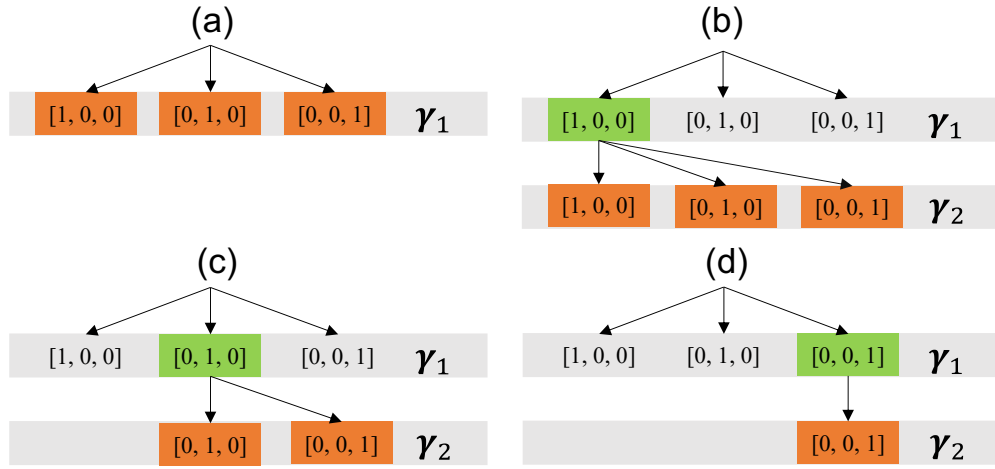 (a)
[1, 0, 0] [0, 1, 0] [0, 0, 1] γ₁
(b)
[1, 0, 0] [0, 1, 0] [0, 0, 1] γ₁
[1, 0, 0] [0, 1, 0] [0, 0, 1] γ₂
(c)
[1, 0, 0] [0, 1, 0] [0, 0, 1] γ₁
[0, 1, 0] [0, 0, 1] γ₂
(d)
[1, 0, 0] [0, 1, 0] [0, 0, 1] γ₁
[0, 0, 1] γ₂